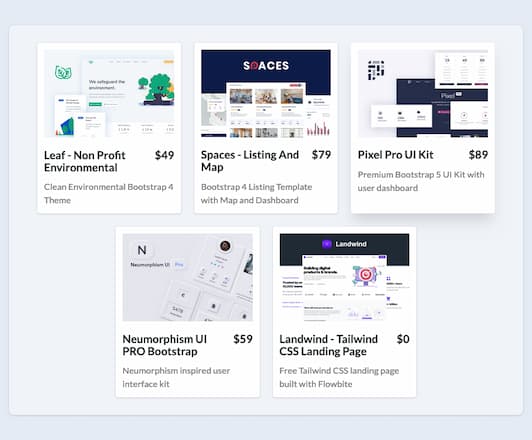 We safeguard the
environment.
Leaf - Non Profit
Environmental
$49
Clean Environmental Bootstrap 4
Theme
SPACES
Spaces - Listing And
Map
$79
Bootstrap 4 Listing Template
with Map and Dashboard
Pixel
Pixel Pro UI Kit
$89
Premium Bootstrap 5 UI Kit with
user dashboard
N
Neumorphism UI Pro
Neumorphism UI
PRO Bootstrap
$59
Neumorphism inspired user
interface kit
Landwind
Building digital
products & brands.
Landwind - Tailwind
CSS Landing Page
$0
Free Tailwind CSS landing page
built with Flowbite